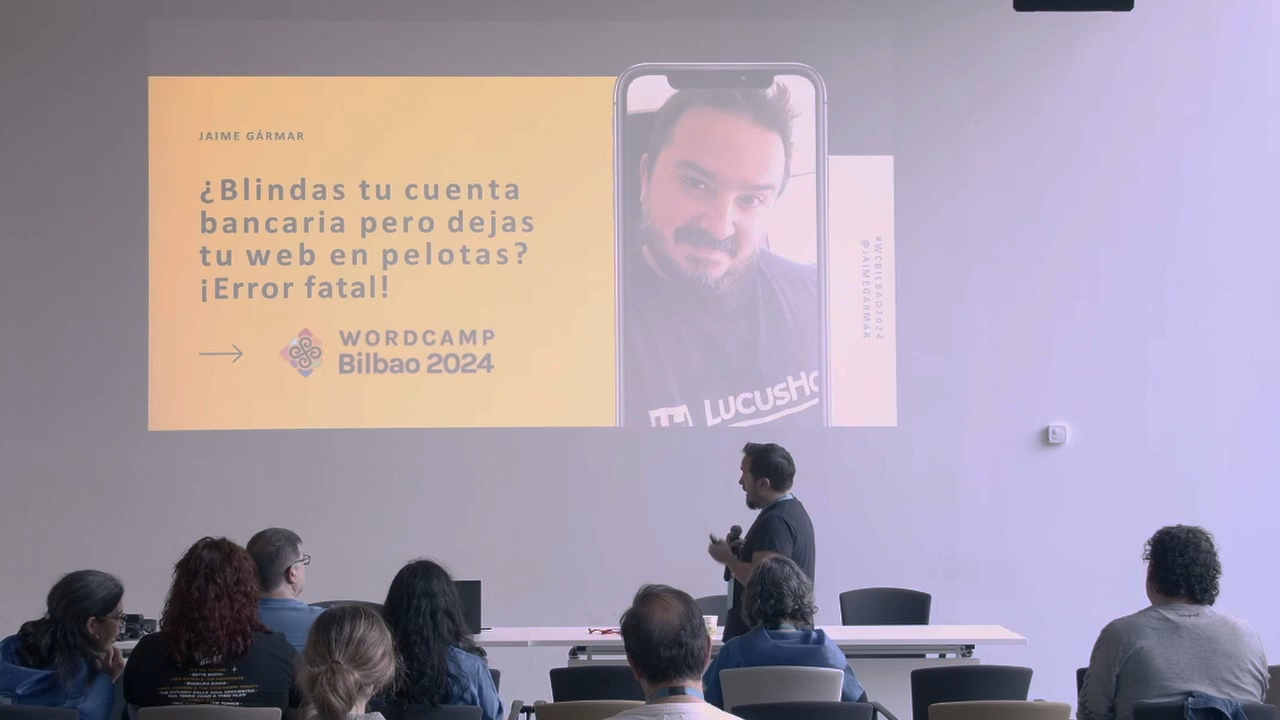 JAIME GÁRMAR
¿Blindas tu cuenta
bancaria pero dejas
tu web en pelotas?
¡Error fatal!
WORDCAMP
Bilbao 2024
LUCUSHO
#WCBILBAO2024
@JAIMEGARMAR